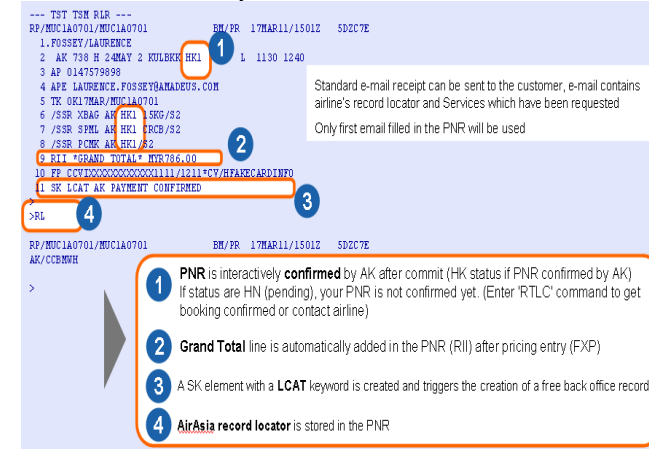 --- TST TSM RLR ---
RP/MUC1A0701/MUC1A0701 BM/PR 17MAR11/1501Z 5DZC7E
1.FOSSEY/LAURENCE
2 AK 738 H 24MAY 2 KULBKK HK1 L 1130 1240
1
3 AP 0147579898
4 APE LAURENCE.FOSSEY@AMADEUS.COM
5 TK OK17MAR/MUC1A0701
6 /SSR XBAG AK HK1 15KG/S2
7 /SSR SPML AK HK1 CRCB/S2
8 /SSR PCMK AK HK1/S2
9 RII *GRAND TOTAL* MYR786.00
2
10 FP CCVIXXXXXXXXXXXX1111/1211*CV/HFAKECARDINFO
11 SK LCAT AK PAYMENT CONFIRMED
3
>
>RL
4
Standard e-mail receipt can be sent to the customer, e-mail contains
airline's record locator and Services which have been requested
Only first email filled in the PNR will be used
RP/MUC1A0701/MUC1A0701 BM/PR 17MAR11/1501Z 5DZC7E
AK/CCBMWH
>
1 PNR is interactively confirmed by AK after commit (HK status if PNR confirmed by AK)
If status are HN (pending), your PNR is not confirmed yet. (Enter 'RTLC' command to get
booking confirmed or contact airline)
2 Grand Total line is automatically added in the PNR (RII) after pricing entry (FXP)
3 A SK element with a LCAT keyword is created and triggers the creation of a free back office record
4 AirAsia record locator is stored in the PNR